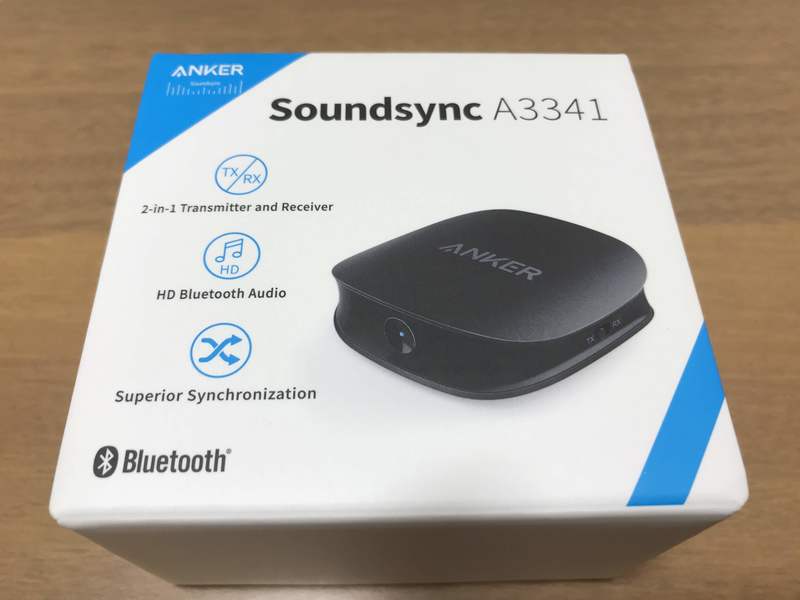 ANKER
Soundsync
Soundsync A3341
TX/RX
2-in-1 Transmitter and Receiver
HD
HD Bluetooth Audio
Superior Synchronization
Bluetooth®
ANKER
TX RX